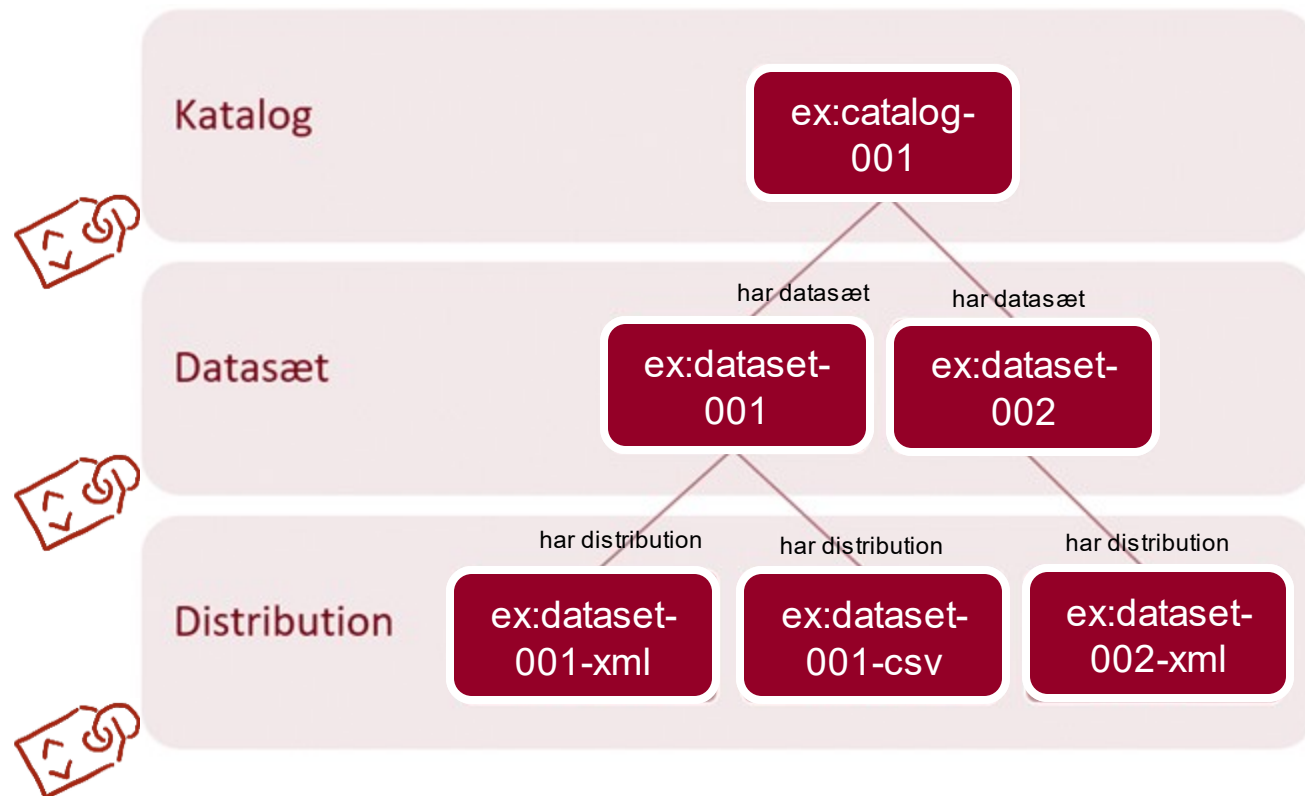 Katalog
ex:catalog-
001
har datasæt
har datasæt
Datasæt
ex:dataset-
001
ex:dataset-
002
har distribution
har distribution
har distribution
Distribution
ex:dataset-
001-xml
ex:dataset-
001-csv
ex:dataset-
002-xml